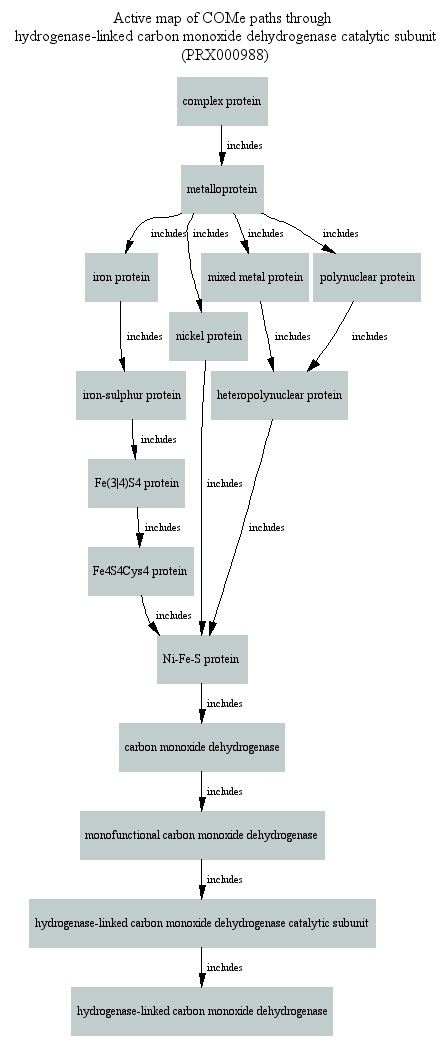 Active map of COMe paths through
hydrogenase-linked carbon monoxide dehydrogenase catalytic subunit
(PRX000988)
complex protein
includes
metalloprotein
includes
includes
includes
includes
iron protein
mixed metal protein
polynuclear protein
includes
nickel protein
includes
includes
iron-sulphur protein
heteropolynuclear protein
includes
Fe(3|4)S4 protein
includes
includes
includes
Fe4S4Cys4 protein
includes
Ni-Fe-S protein
includes
carbon monoxide dehydrogenase
includes
monofunctional carbon monoxide dehydrogenase
includes
hydrogenase-linked carbon monoxide dehydrogenase catalytic subunit
includes
hydrogenase-linked carbon monoxide dehydrogenase